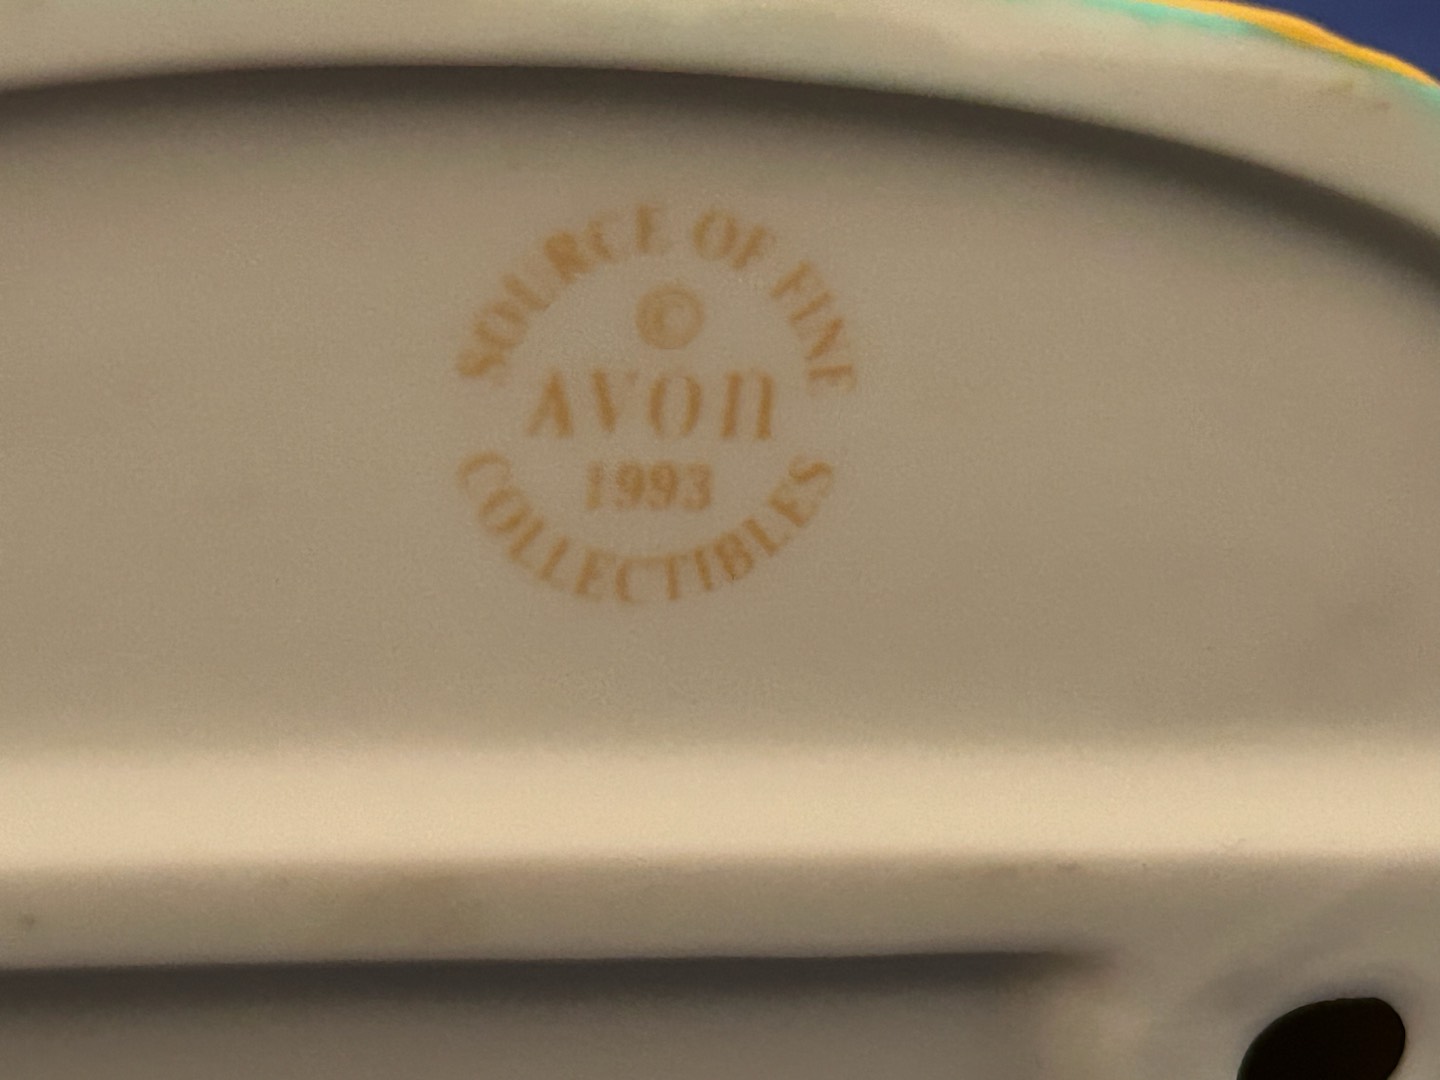 SOURCE OF FINE
©
AVON
1993
COLLECTIBLES